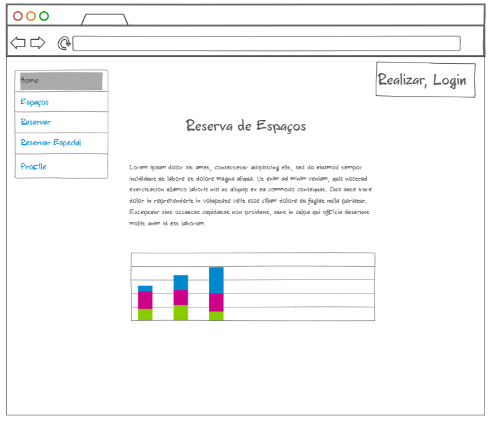 Home
Espaços
Reservar
Reservar Especial
Profile
Realizar, Login
Reserva de Espaços
Lorem ipsum dolor sit amet, consectetur adipisicing elit, sed do eiusmod tempor
incididunt ut labore et dolore magna aliqua. Ut enim ad minim veniam, quis nostrud
exercitation ullamco laboris nisi ut aliquip ex ea commodo consequat. Duis aute irure
dolor in reprehenderit in voluptate velit esse cillum dolore eu fugiat nulla pariatur.
Excepteur sint occaecat cupidatat non proident, sunt in culpa qui officia deserunt
mollit anim id est laborum.